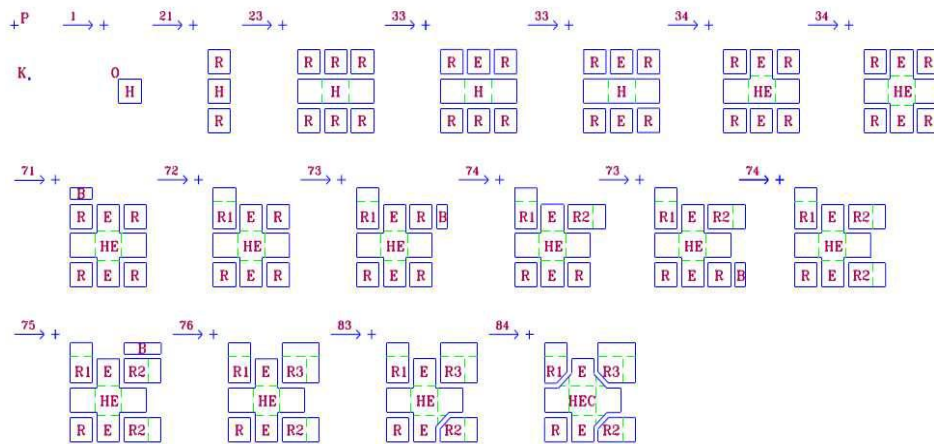 P 1 21 23 33 33 34 34
R R R R R E R R E R R E R R E R
K. O H H H H H HE HE
R R R R R R R R E R R E R R E R
71 72 73 74 73 74
B
R E R R1 E R R1 E R B R1 E R2 R1 E R2 R1 E R2
HE HE HE HE HE HE
R E R R E R R E R R E R R E R B R E R2
75 76 83 84
B
R1 E R2 R1 E R3 R1 E R3 R1 E R3
HE HE HE HEC
R E R2 R E R2 R E R2 R E R2